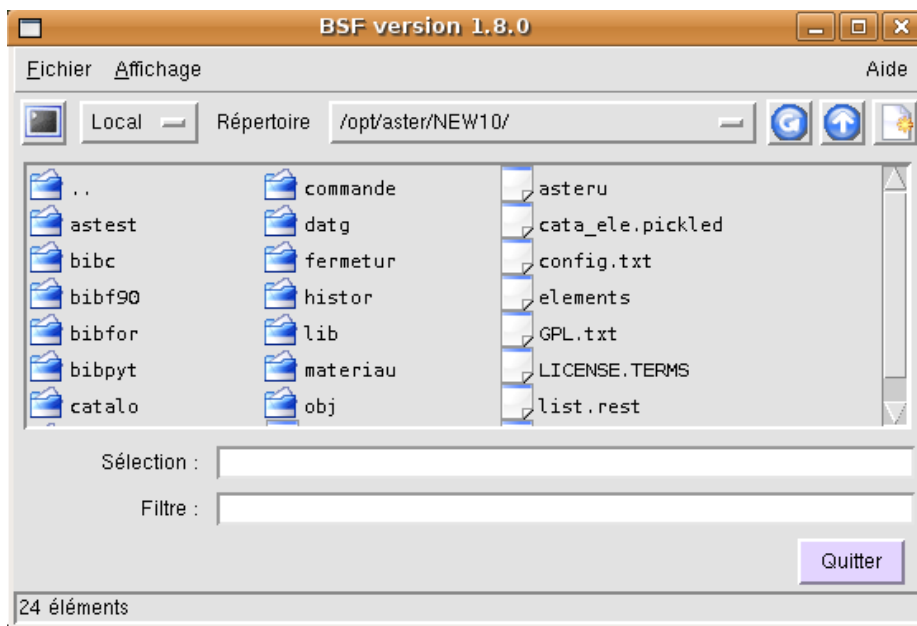 BSF version 1.8.0
Fichier Affichage Aide
Local Répertoire /opt/aster/NEW10/
.. commande asteru
astest datg cata_ele.pickled
bibc fermetur config.txt
bibf90 histor elements
bibfor lib GPL.txt
bibpyt materiau LICENSE.TERMS
catalo obj list.rest
Sélection :
Filtre :
Quitter
24 éléments